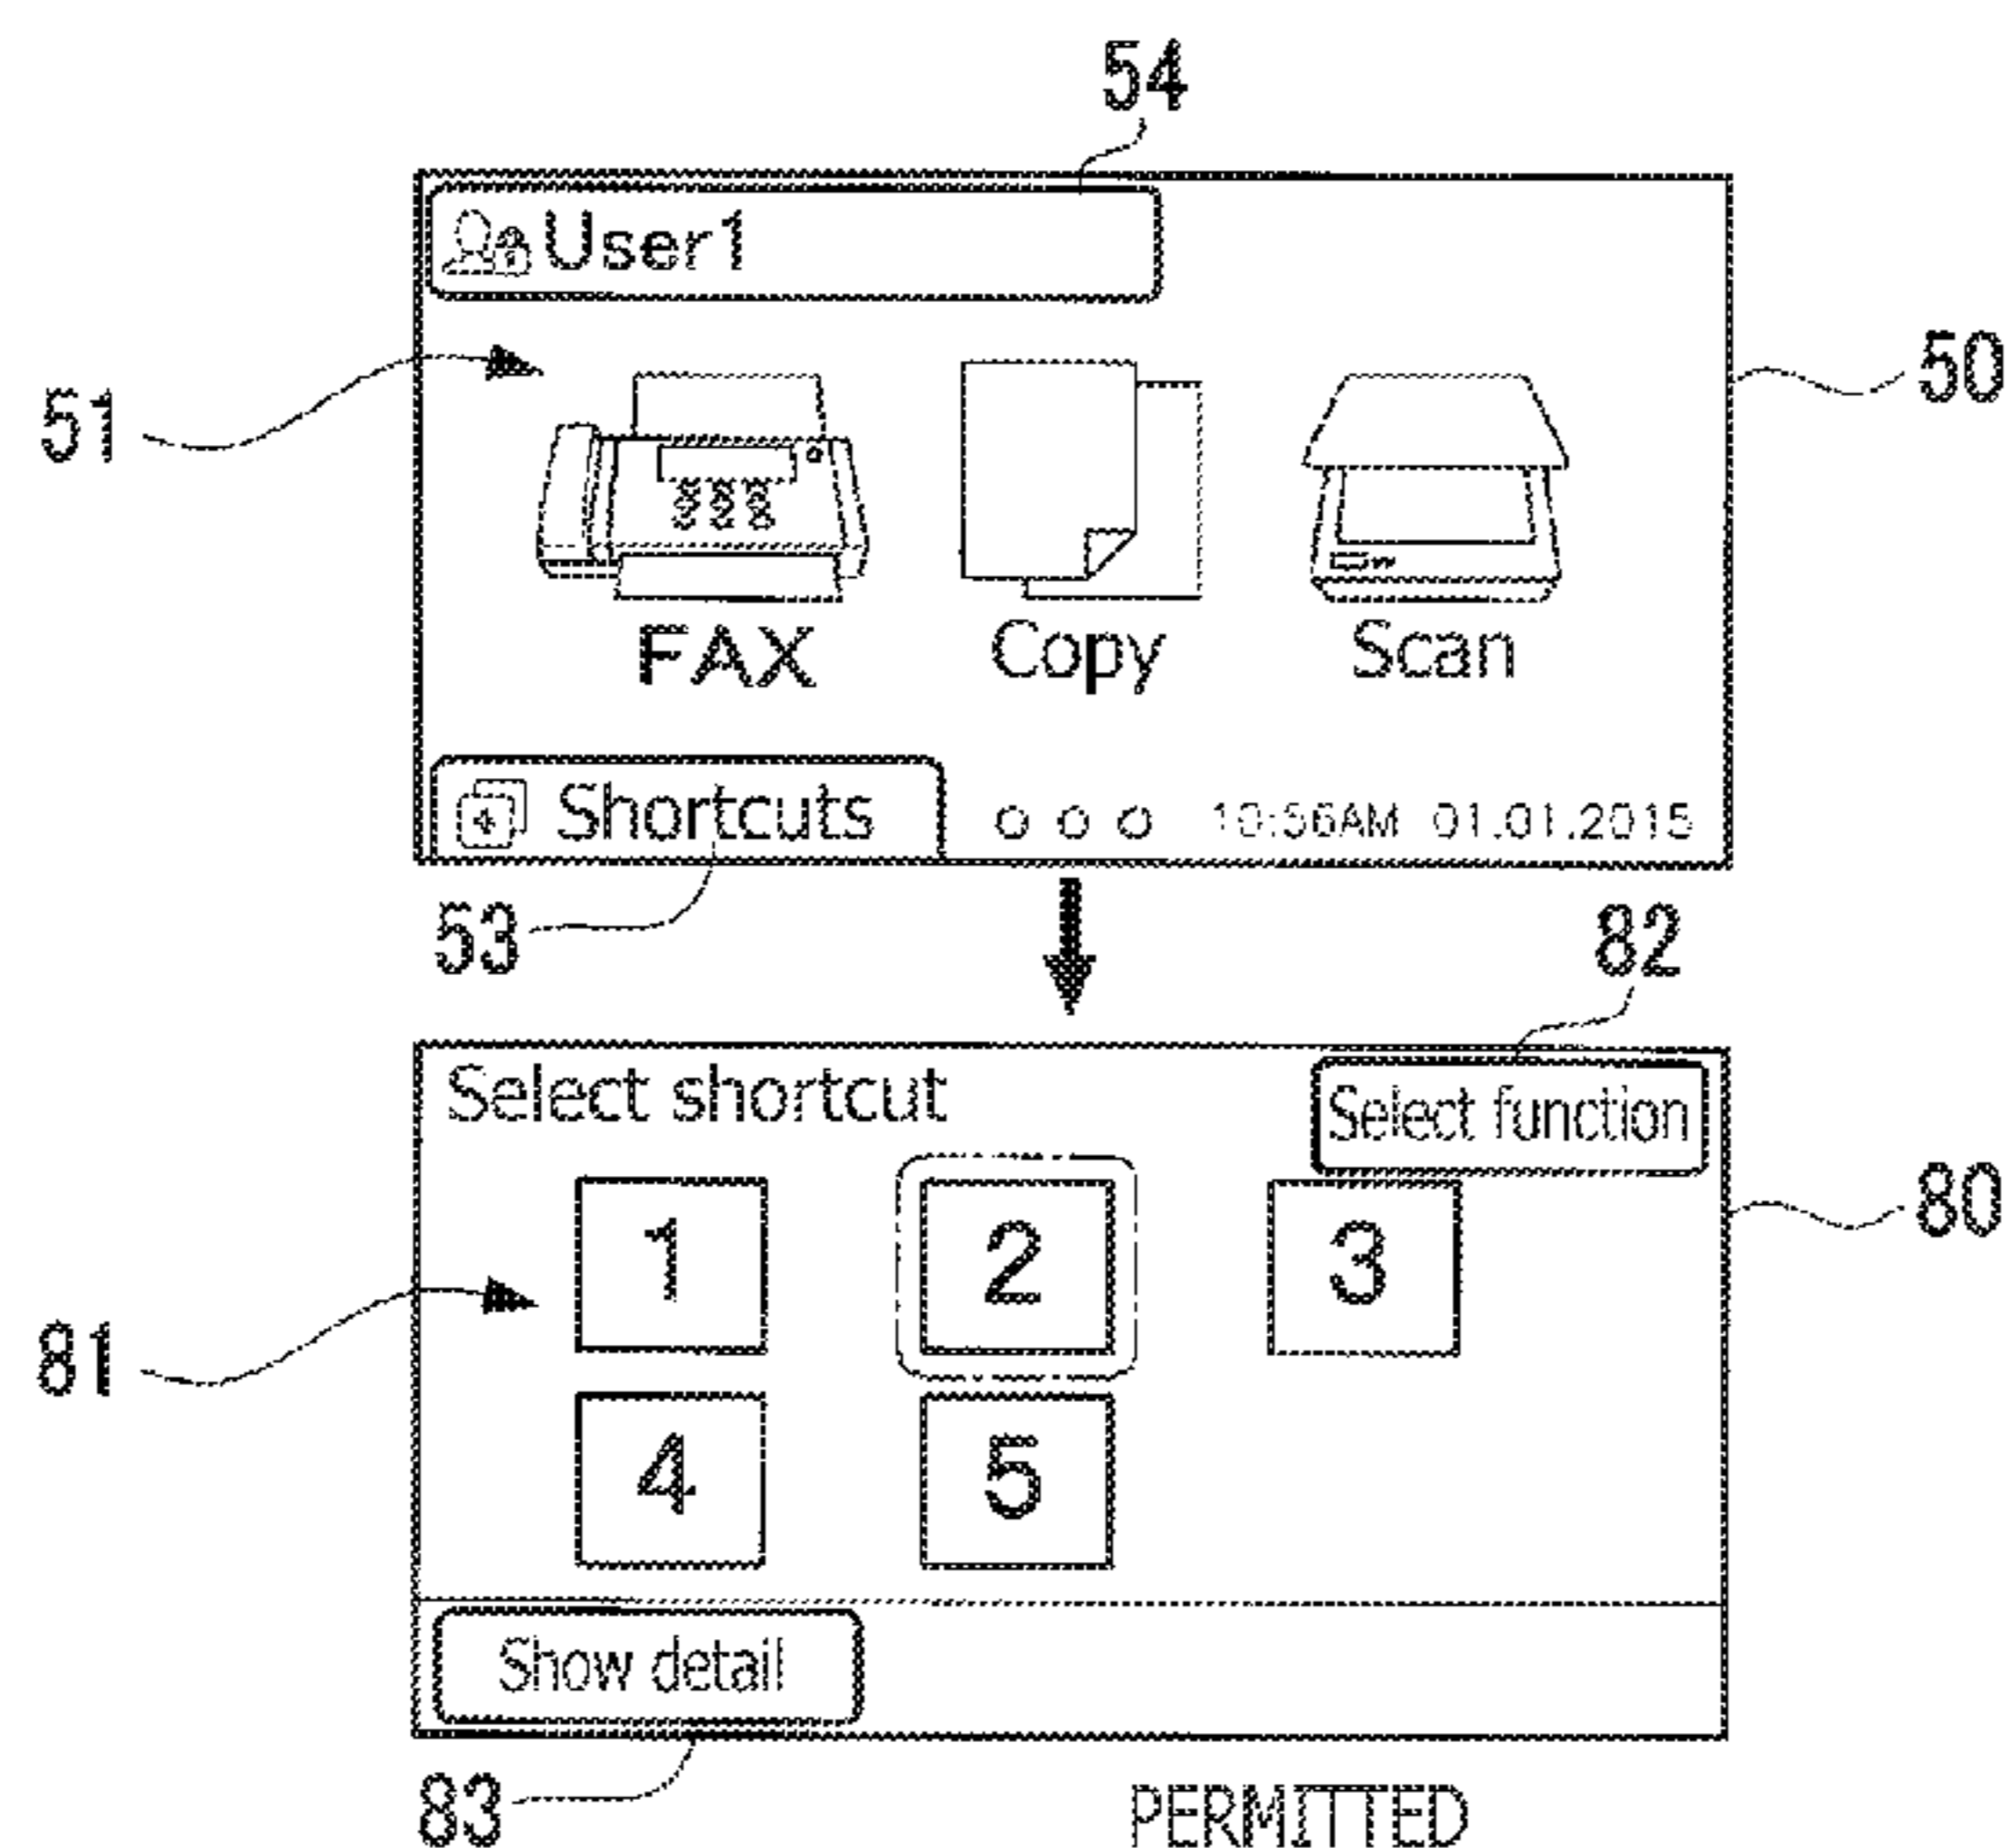 54
User1
50
51
FAX Copy Scan
Shortcuts 10:56AM 01.01.2015
53
82
Select shortcut Select function
80
1 2 3
81
4 5
Show detail
83
PERMITTED